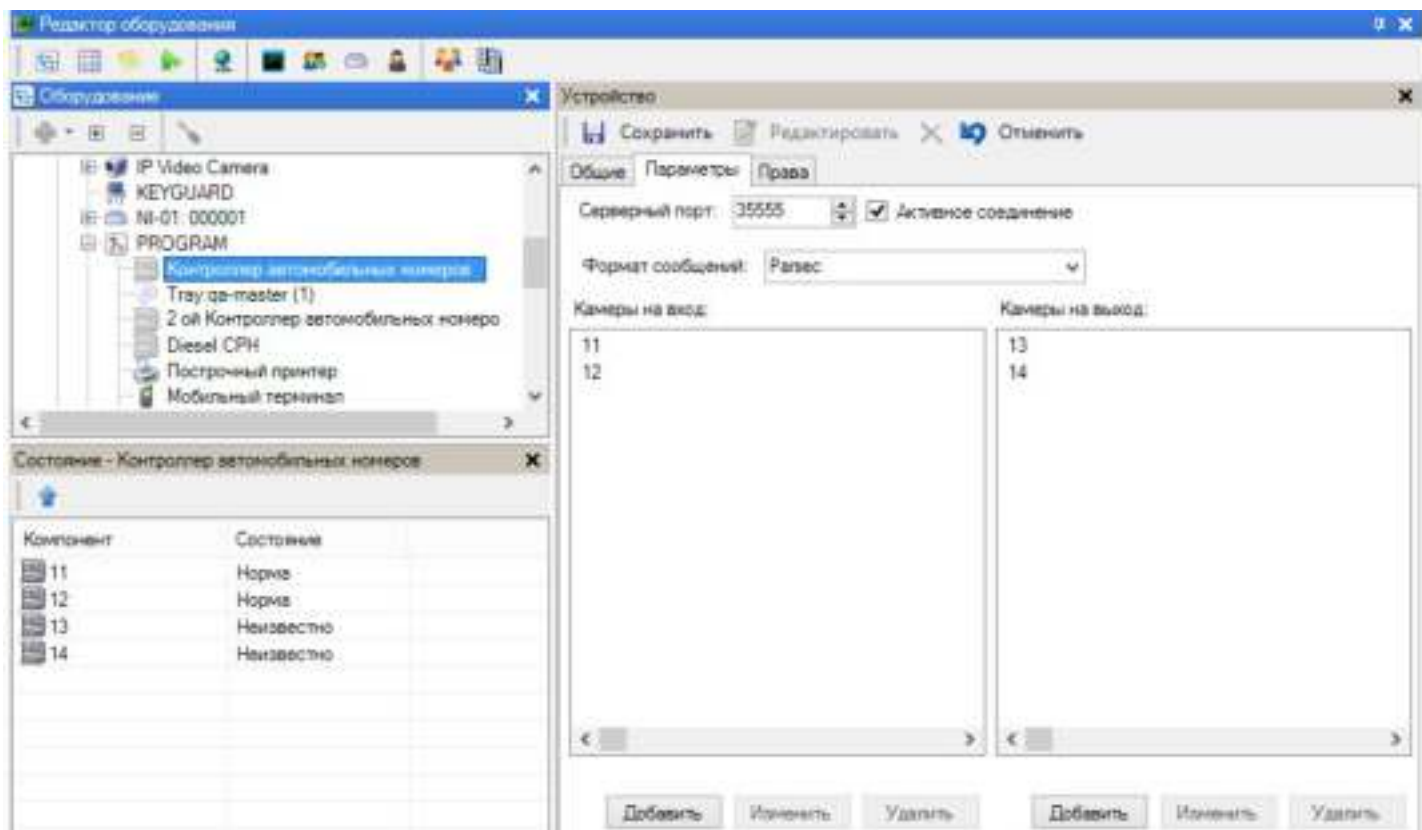 Редактор оборудования
Оборудование
IP Video Camera
KEYGUARD
NI-01: 000001
PROGRAM
Контроллер автомобильных номеров
Tray:qa-master (1)
2 ой Контроллер автомобильных номеро
Diesel CPH
Построчный принтер
Мобильный терминал
Состояние - Контроллер автомобильных номеров
Компонент Состояние
11 Норма
12 Норма
13 Неизвестно
14 Неизвестно
Устройство
Сохранить Редактировать Отменить
Общие Параметры Права
Серверный порт: 35555 Активное соединение
Формат сообщений: Parsec
Камеры на вход: Камеры на выход:
11 13
12 14
Добавить Изменить Удалить Добавить Изменить Удалить